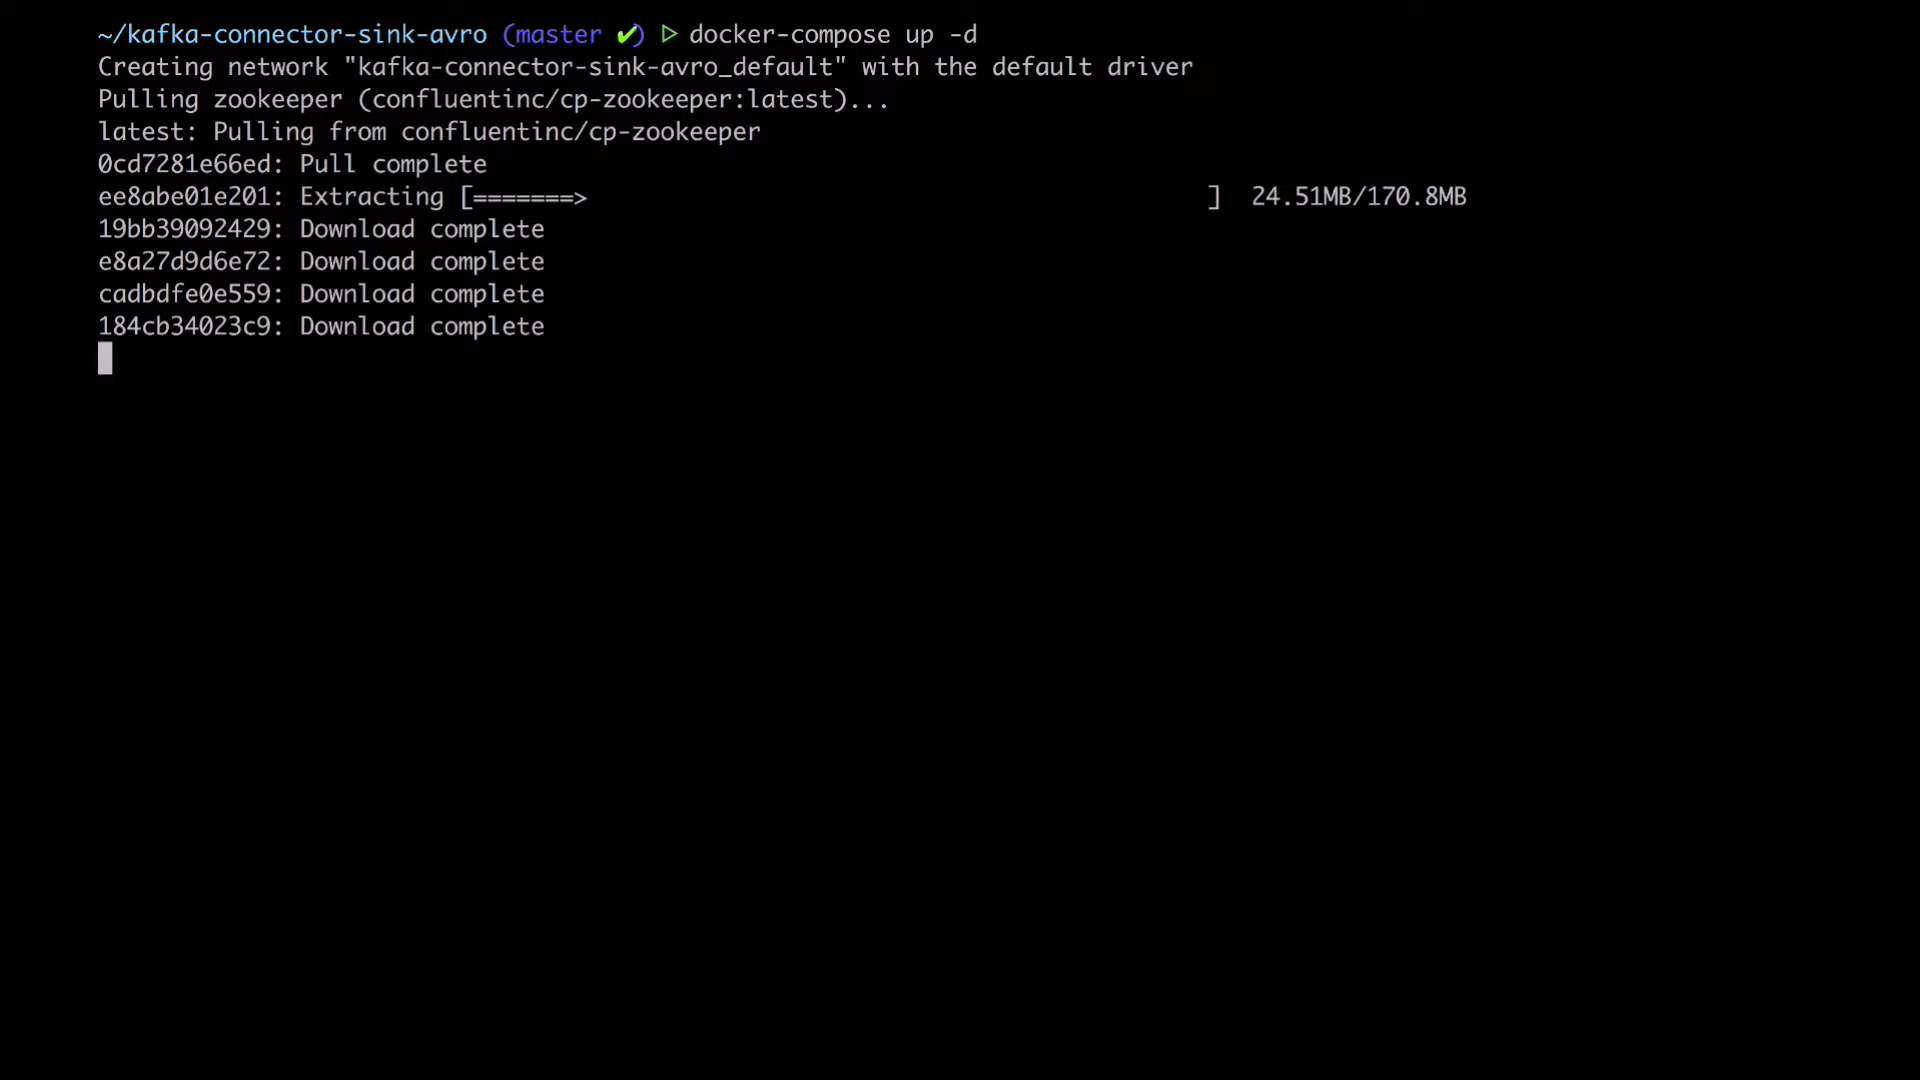 ~/kafka-connector-sink-avro (master ✔) ▷ docker-compose up -d
Creating network "kafka-connector-sink-avro_default" with the default driver
Pulling zookeeper (confluentinc/cp-zookeeper:latest)...
latest: Pulling from confluentinc/cp-zookeeper
0cd7281e66ed: Pull complete
ee8abe01e201: Extracting [=======>                                           ]  24.51MB/170.8MB
19bb39092429: Download complete
e8a27d9d6e72: Download complete
cadbdfe0e559: Download complete
184cb34023c9: Download complete